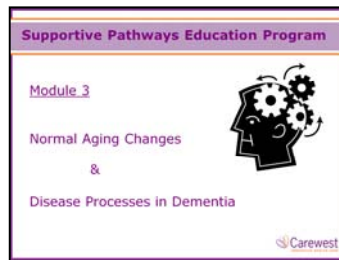 Supportive Pathways Education Program
Module 3
Normal Aging Changes
&
Disease Processes in Dementia
Carewest